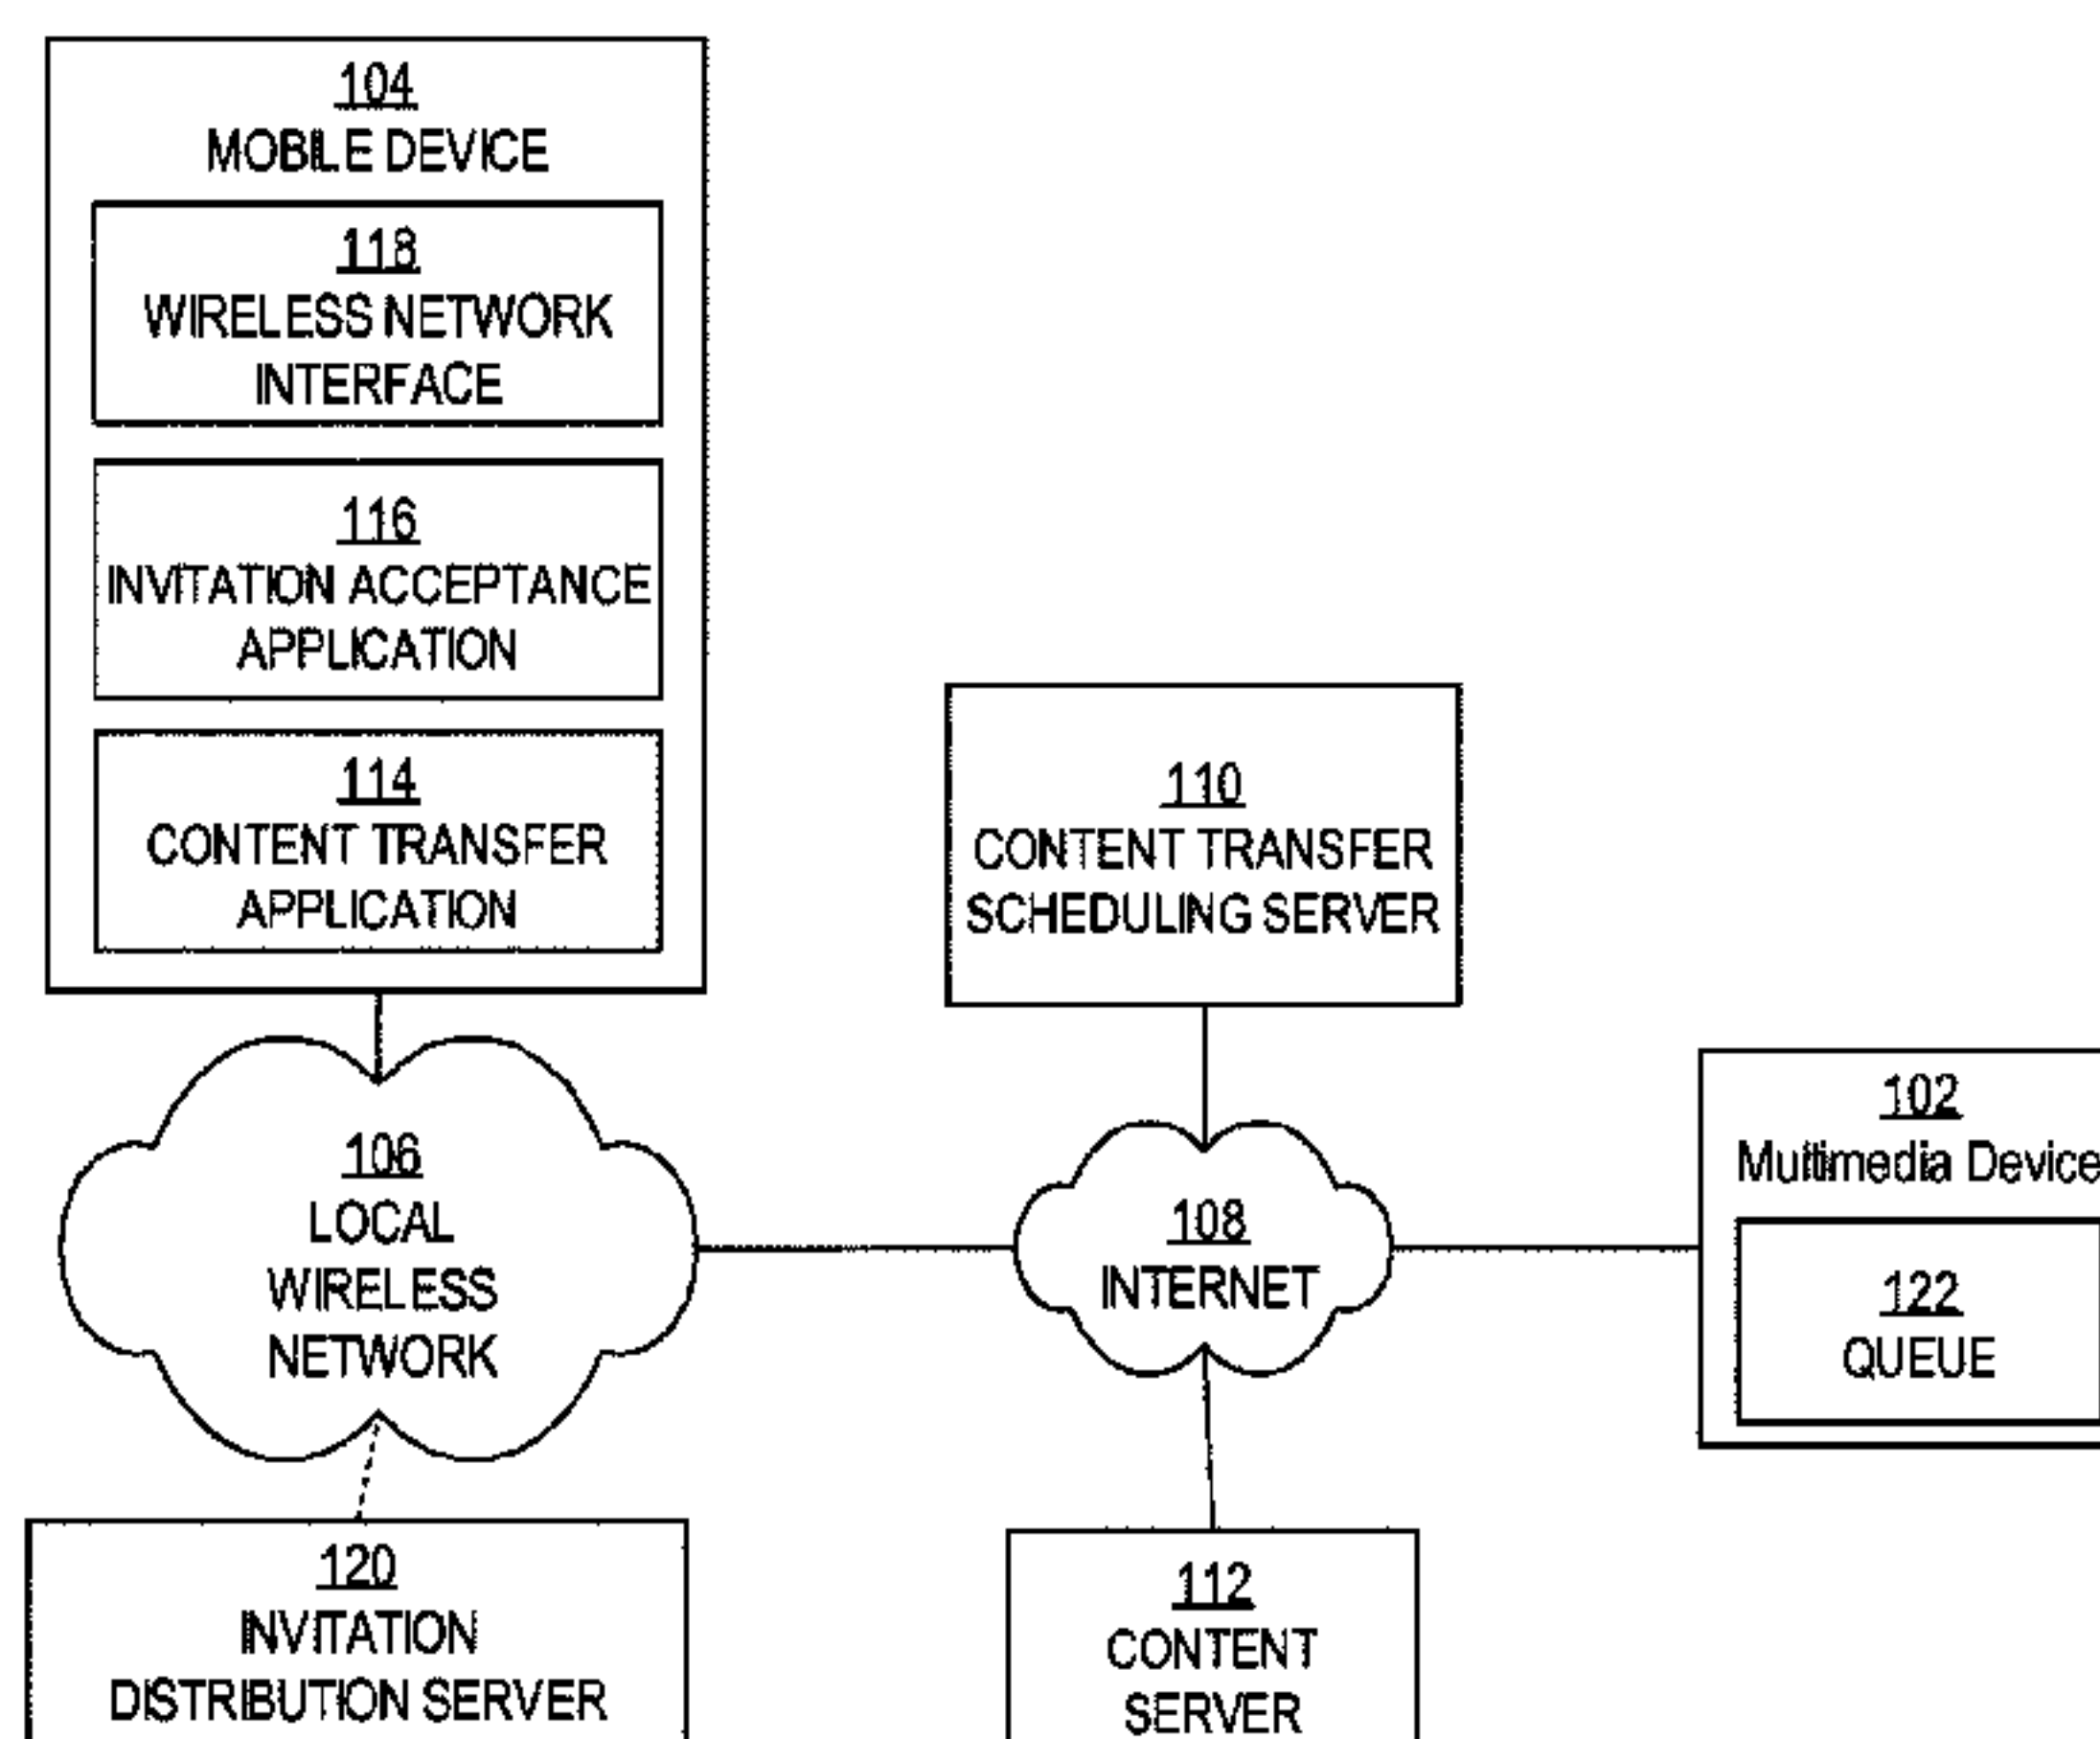 104
MOBILE DEVICE
118
WIRELESS NETWORK
INTERFACE
116
INVITATION ACCEPTANCE
APPLICATION
114
CONTENT TRANSFER
APPLICATION
110
CONTENT TRANSFER
SCHEDULING SERVER
106
LOCAL
WIRELESS
NETWORK
108
INTERNET
102
Multimedia Device
122
QUEUE
120
INVITATION
DISTRIBUTION SERVER
112
CONTENT
SERVER